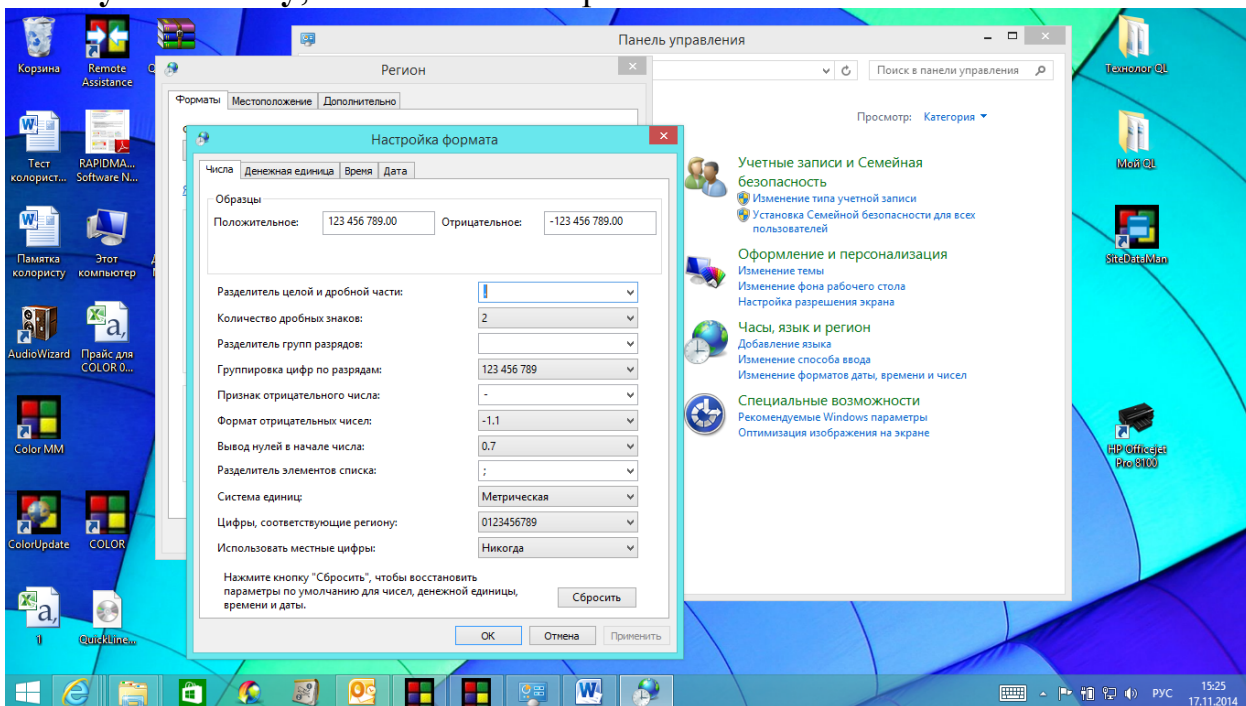 Корзина
Remote
Assistance
Тест
колорист...
RAPIDMA...
Software N...
Памятка
колористу
Этот
компьютер
AudioWizard
Прайс для
COLOR 0...
Color MM
ColorUpdate
COLOR
1
QuickLine...
Панель управления
Поиск в панели управления
Просмотр: Категория
Учетные записи и Семейная
безопасность
Изменение типа учетной записи
Установка Семейной безопасности для всех
пользователей
Оформление и персонализация
Изменение темы
Изменение фона рабочего стола
Настройка разрешения экрана
Часы, язык и регион
Добавление языка
Изменение способа ввода
Изменение форматов даты, времени и чисел
Специальные возможности
Рекомендуемые Windows параметры
Оптимизация изображения на экране
Регион
Форматы Местоположение Дополнительно
Настройка формата
Числа Денежная единица Время Дата
Образцы
Положительное: 123 456 789.00 Отрицательное: -123 456 789.00
Разделитель целой и дробной части: .
Количество дробных знаков: 2
Разделитель групп разрядов:
Группировка цифр по разрядам: 123 456 789
Признак отрицательного числа: -
Формат отрицательных чисел: -1.1
Вывод нулей в начале числа: 0.7
Разделитель элементов списка: ;
Система единиц: Метрическая
Цифры, соответствующие региону: 0123456789
Использовать местные цифры: Никогда
Нажмите кнопку "Сбросить", чтобы восстановить
параметры по умолчанию для чисел, денежной единицы,
времени и даты.
Сбросить
ОК Отмена Применить
Технолог QL
Мой QL
SiteDataMan
HP Officejet
Pro 8100
РУС
15:25
17.11.2014